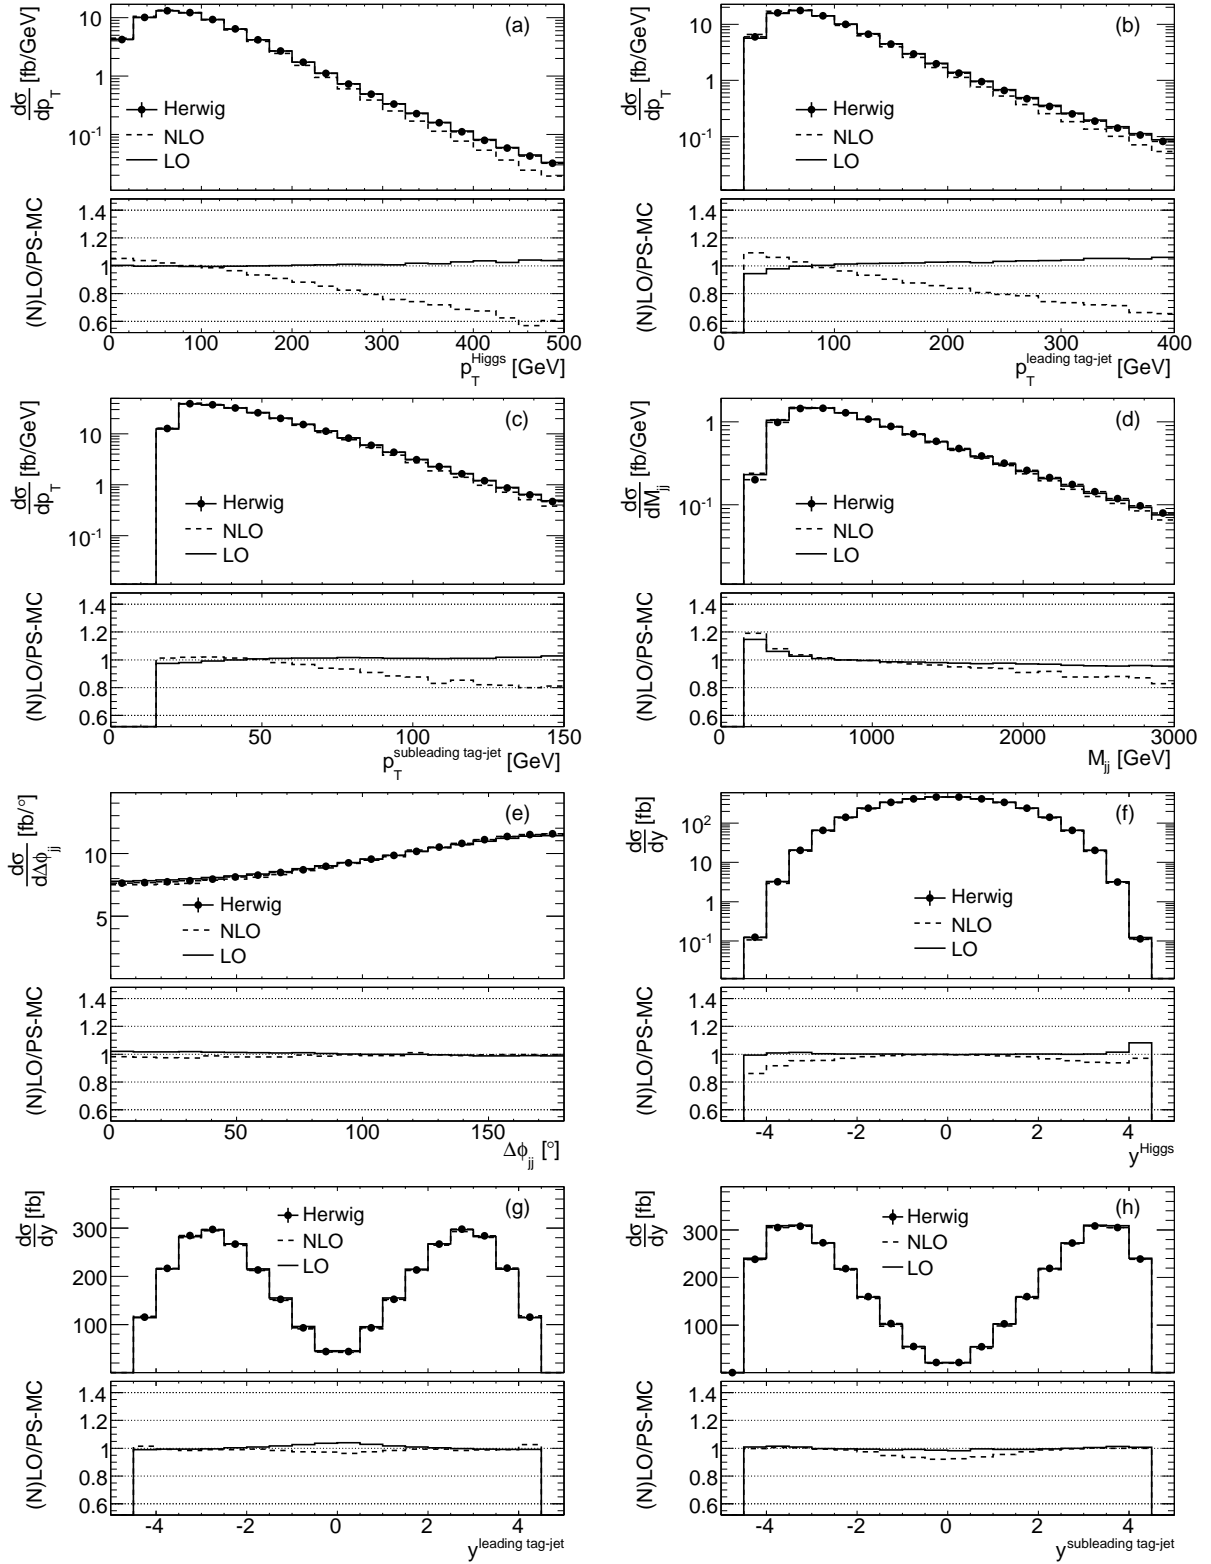 (a)
dσ/dp_T [fb/GeV]
10
1
10^-1
Herwig
NLO
LO
(N)LO/PS-MC
1.4
1.2
1
0.8
0.6
0 100 200 300 400 500
p_T^Higgs [GeV]
(b)
dσ/dp_T [fb/GeV]
10
1
10^-1
Herwig
NLO
LO
(N)LO/PS-MC
1.4
1.2
1
0.8
0.6
0 100 200 300 400
p_T^leading tag-jet [GeV]
(c)
dσ/dp_T [fb/GeV]
10
1
10^-1
Herwig
NLO
LO
(N)LO/PS-MC
1.4
1.2
1
0.8
0.6
0 50 100 150
p_T^subleading tag-jet [GeV]
(d)
dσ/dM_jj [fb/GeV]
1
10^-1
Herwig
NLO
LO
(N)LO/PS-MC
1.4
1.2
1
0.8
0.6
0 1000 2000 3000
M_jj [GeV]
(e)
dσ/dΔϕ_jj [fb/°]
10
5
Herwig
NLO
LO
(N)LO/PS-MC
1.4
1.2
1
0.8
0.6
0 50 100 150
Δϕ_jj [°]
(f)
dσ/dy [fb]
10^2
10
1
10^-1
Herwig
NLO
LO
(N)LO/PS-MC
1.4
1.2
1
0.8
0.6
-4 -2 0 2 4
y^Higgs
(g)
dσ/dy [fb]
300
200
100
Herwig
NLO
LO
(N)LO/PS-MC
1.4
1.2
1
0.8
0.6
-4 -2 0 2 4
y^leading tag-jet
(h)
dσ/dy [fb]
300
200
100
Herwig
NLO
LO
(N)LO/PS-MC
1.4
1.2
1
0.8
0.6
-4 -2 0 2 4
y^subleading tag-jet